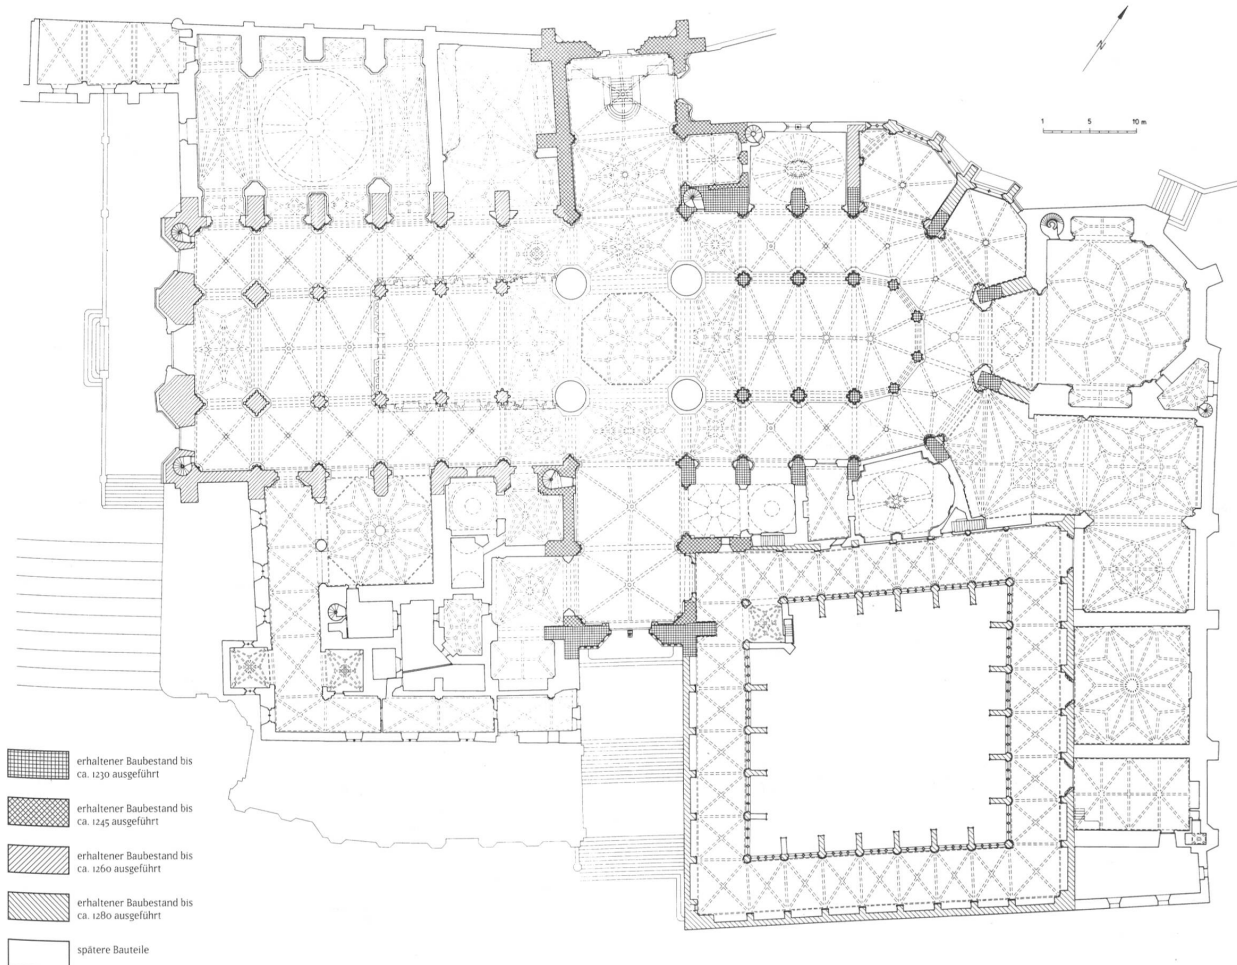 N
1 5 10 m
erhaltener Baubestand bis
ca. 1230 ausgeführt
erhaltener Baubestand bis
ca. 1245 ausgeführt
erhaltener Baubestand bis
ca. 1260 ausgeführt
erhaltener Baubestand bis
ca. 1280 ausgeführt
spätere Bauteile